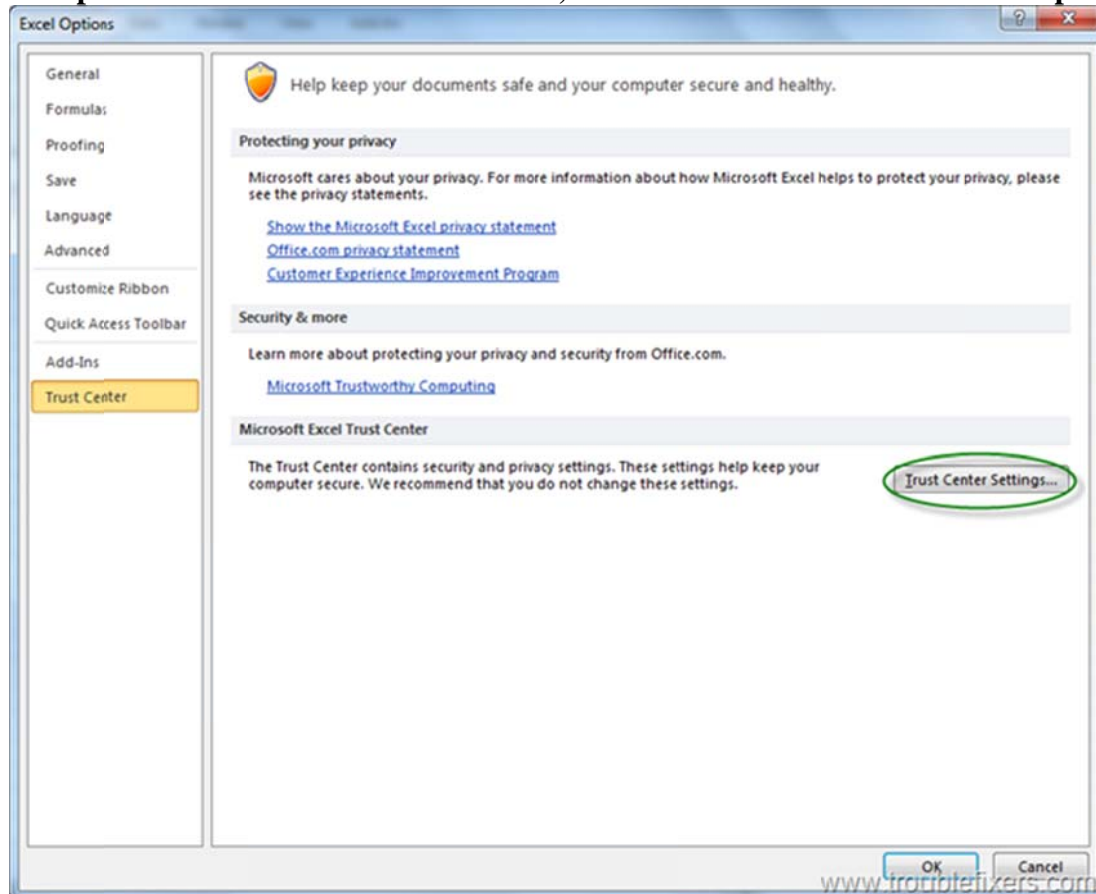 Excel Options
General
Formulas
Proofing
Save
Language
Advanced
Customize Ribbon
Quick Access Toolbar
Add-Ins
Trust Center
Help keep your documents safe and your computer secure and healthy.
Protecting your privacy
Microsoft cares about your privacy. For more information about how Microsoft Excel helps to protect your privacy, please
see the privacy statements.
Show the Microsoft Excel privacy statement
Office.com privacy statement
Customer Experience Improvement Program
Security & more
Learn more about protecting your privacy and security from Office.com.
Microsoft Trustworthy Computing
Microsoft Excel Trust Center
The Trust Center contains security and privacy settings. These settings help keep your
computer secure. We recommend that you do not change these settings.
Trust Center Settings...
OK Cancel
www.troublefixers.com